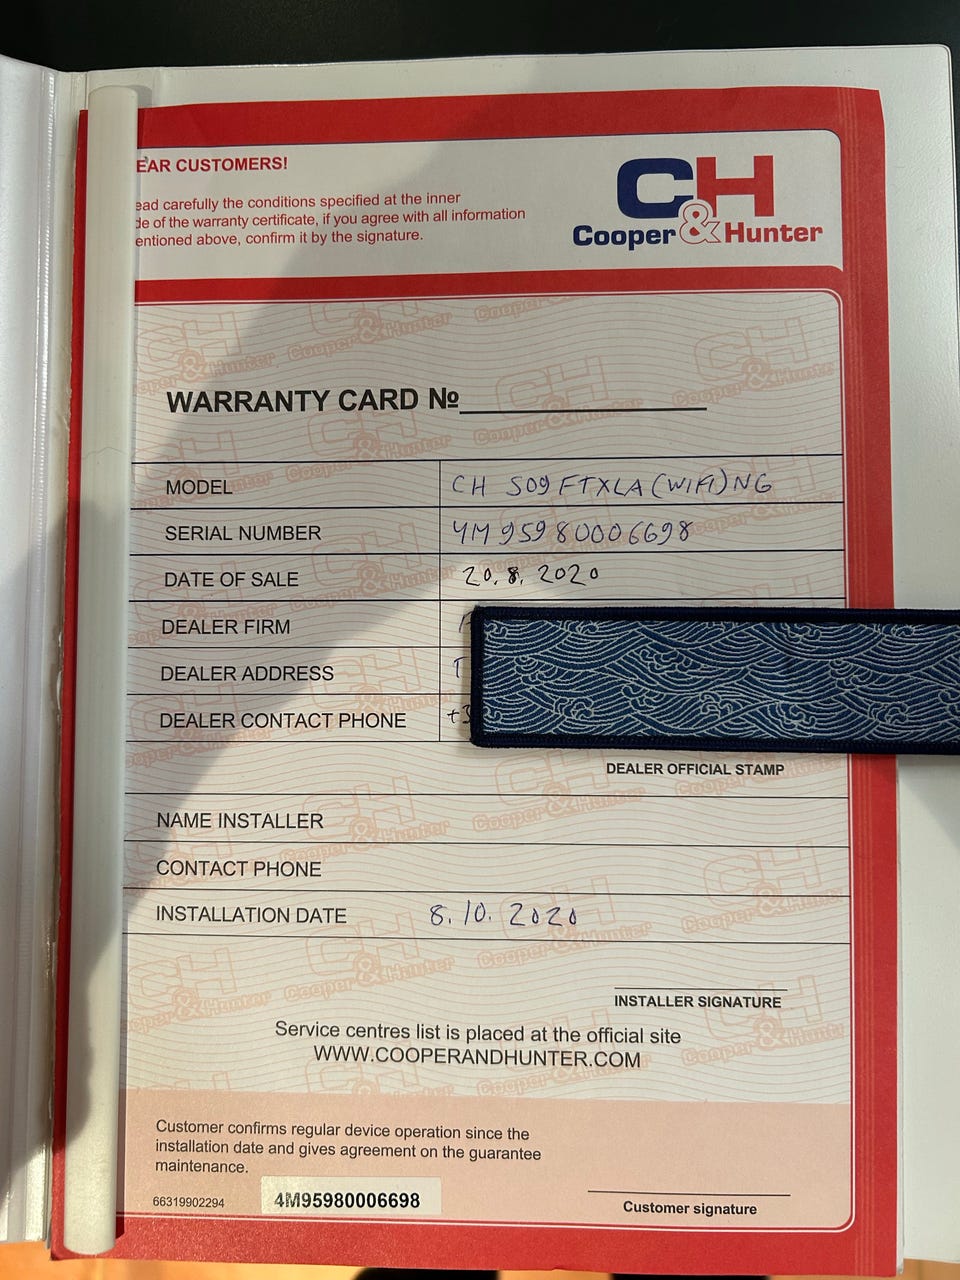 EAR CUSTOMERS!
ead carefully the conditions specified at the inner
de of the warranty certificate, if you agree with all information
entioned above, confirm it by the signature.
CH
Cooper & Hunter
WARRANTY CARD №
MODEL CH S09FTXLA(WIFI)NG
SERIAL NUMBER 4M95980006698
DATE OF SALE 20.8.2020
DEALER FIRM
DEALER ADDRESS T
DEALER CONTACT PHONE +3
DEALER OFFICIAL STAMP
NAME INSTALLER
CONTACT PHONE
INSTALLATION DATE 8.10.2020
INSTALLER SIGNATURE
Service centres list is placed at the official site
WWW.COOPERANDHUNTER.COM
Customer confirms regular device operation since the
installation date and gives agreement on the guarantee
maintenance.
66319902294 4M95980006698
Customer signature